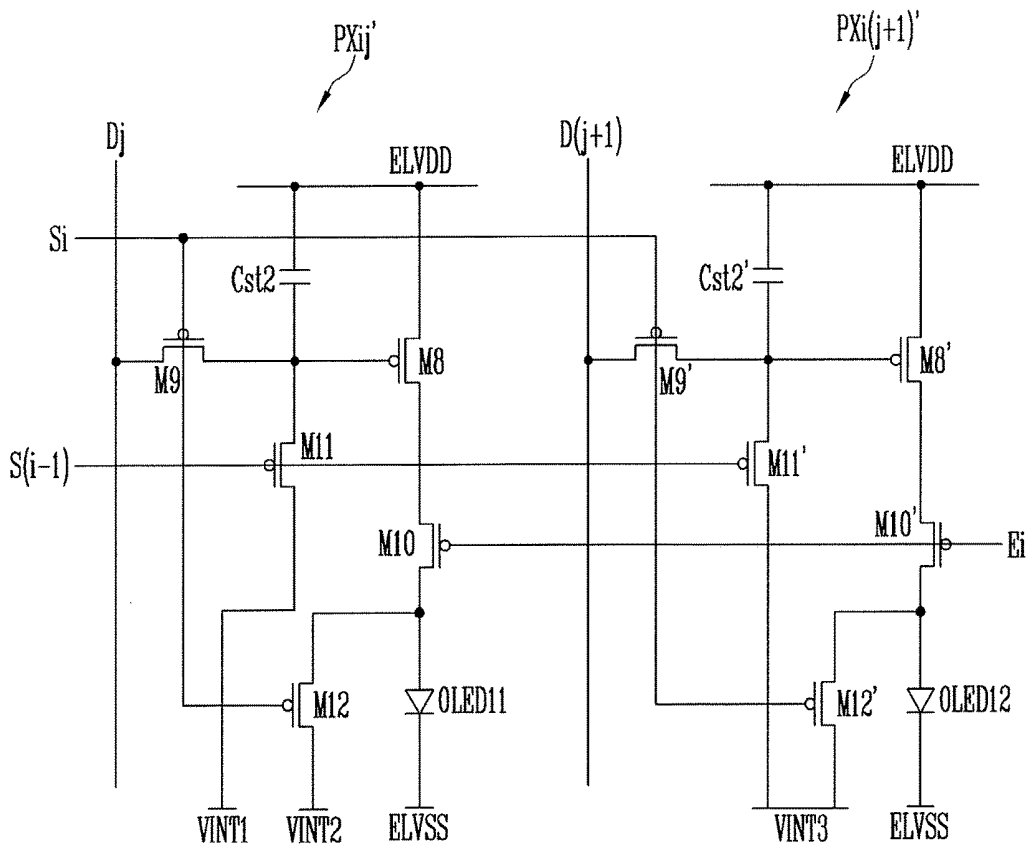 PXij'
PXi(j+1)'
Dj
D(j+1)
ELVDD
ELVDD
Si
Cst2
Cst2'
M9
M8
M9'
M8'
M11
S(i-1)
M11'
M10
M10'
Ei
M12
OLED11
M12'
OLED12
VINT1
VINT2
ELVSS
VINT3
ELVSS